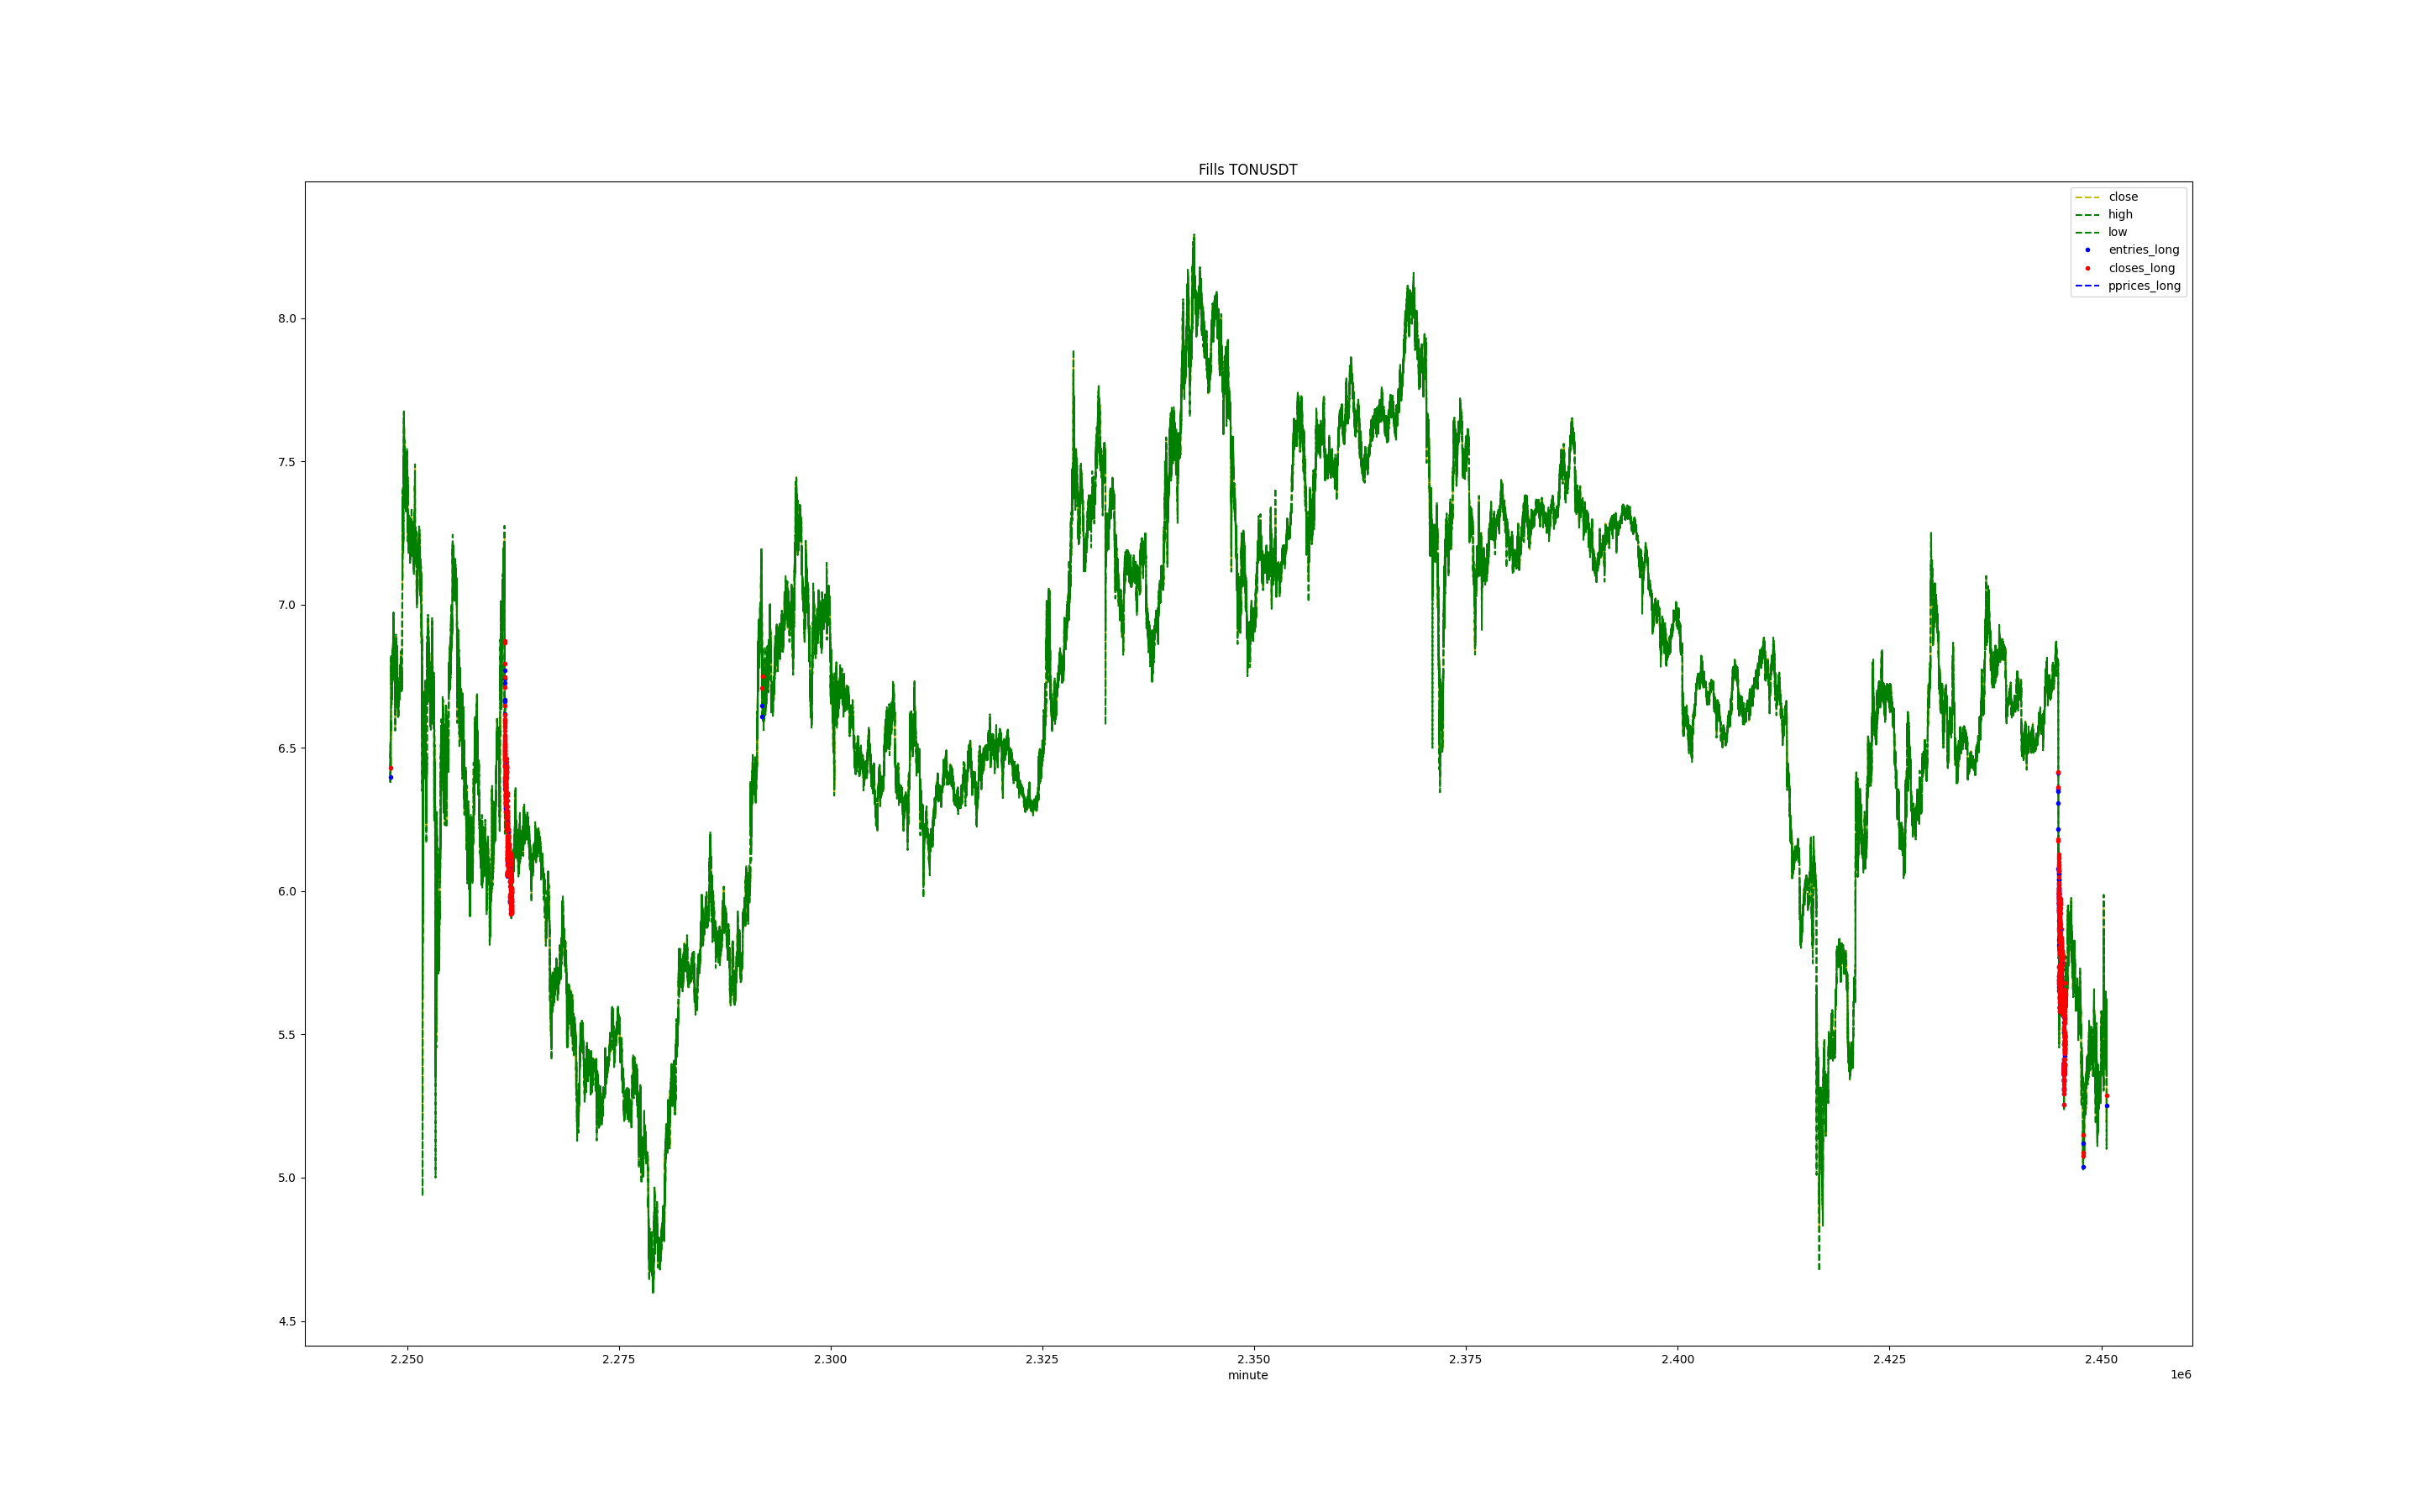 Fills TONUSDT
close
high
low
entries_long
closes_long
pprices_long
8.0
7.5
7.0
6.5
6.0
5.5
5.0
4.5
2.250 2.275 2.300 2.325 2.350 2.375 2.400 2.425 2.450
minute
1e6